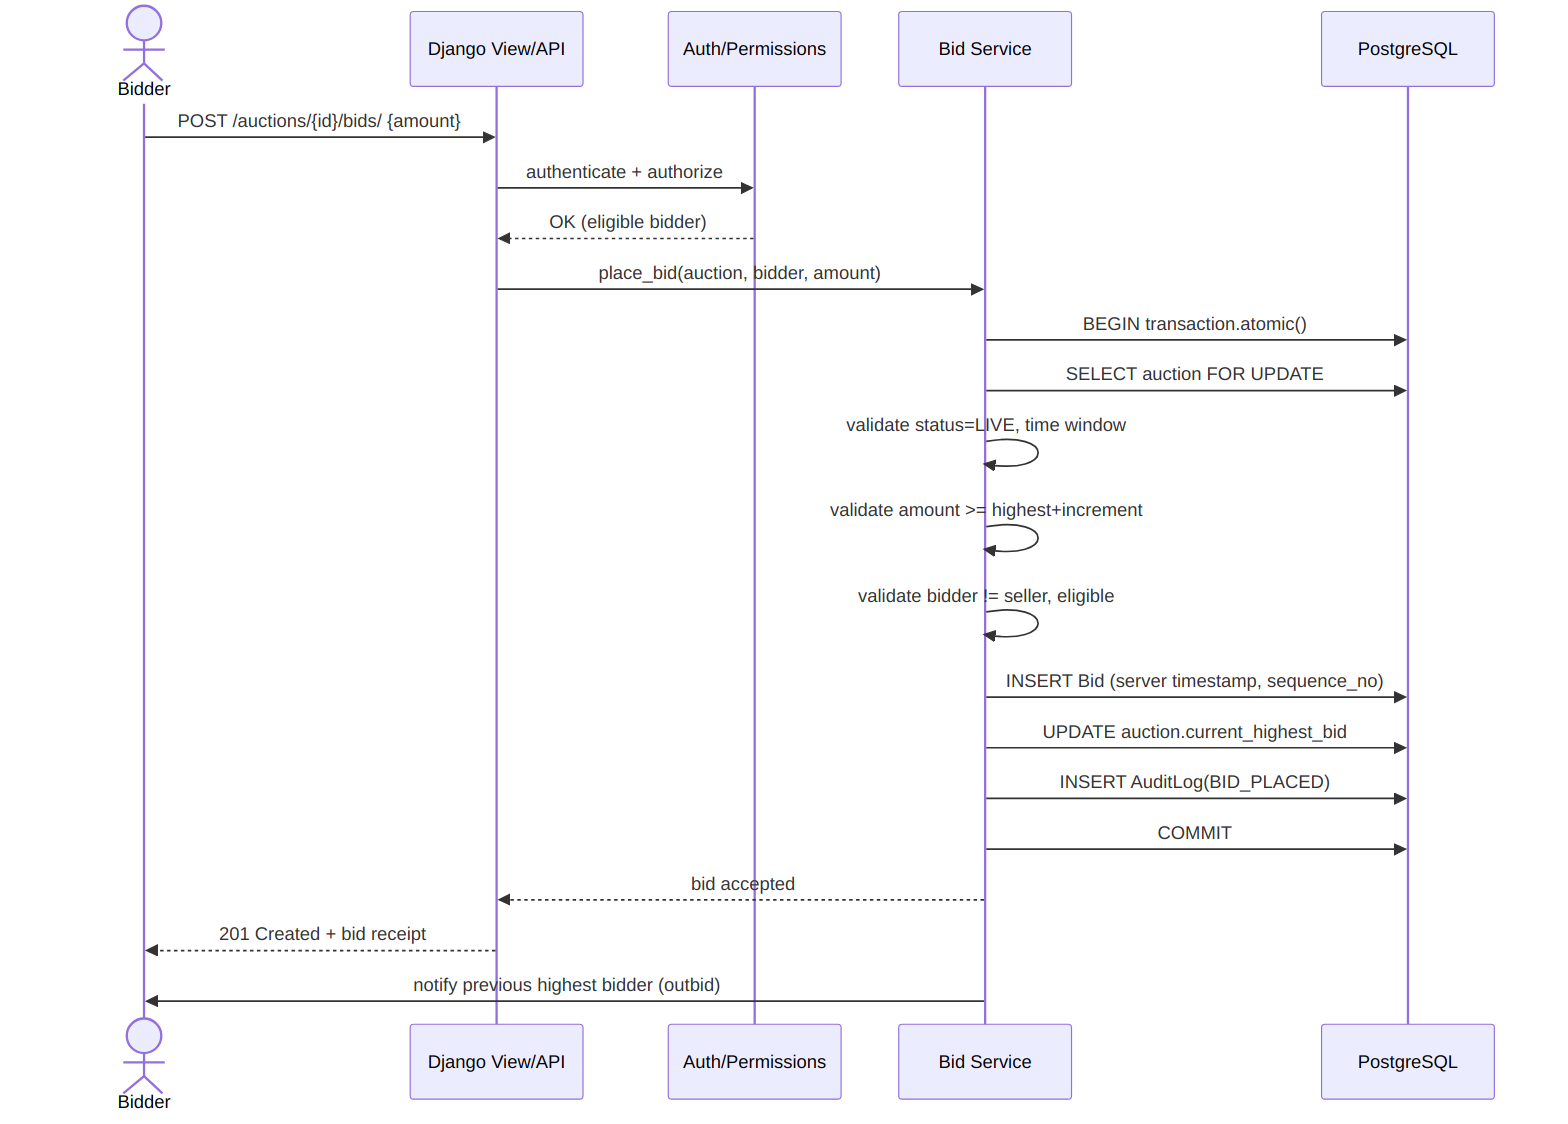 Bidder
Django View/API
Auth/Permissions
Bid Service
PostgreSQL
POST /auctions/{id}/bids/ {amount}
authenticate + authorize
OK (eligible bidder)
place_bid(auction, bidder, amount)
BEGIN transaction.atomic()
SELECT auction FOR UPDATE
validate status=LIVE, time window
validate amount >= highest+increment
validate bidder != seller, eligible
INSERT Bid (server timestamp, sequence_no)
UPDATE auction.current_highest_bid
INSERT AuditLog(BID_PLACED)
COMMIT
bid accepted
201 Created + bid receipt
notify previous highest bidder (outbid)
Bidder
Django View/API
Auth/Permissions
Bid Service
PostgreSQL